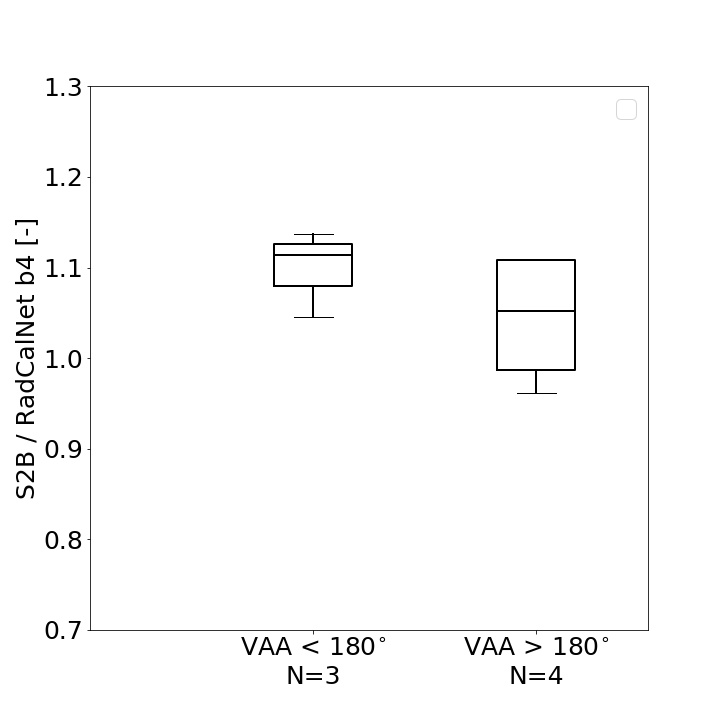 1.3
1.2
1.1
1.0
0.9
0.8
0.7
S2B / RadCalNet b4 [-]
VAA < 180° VAA > 180°
N=3 N=4